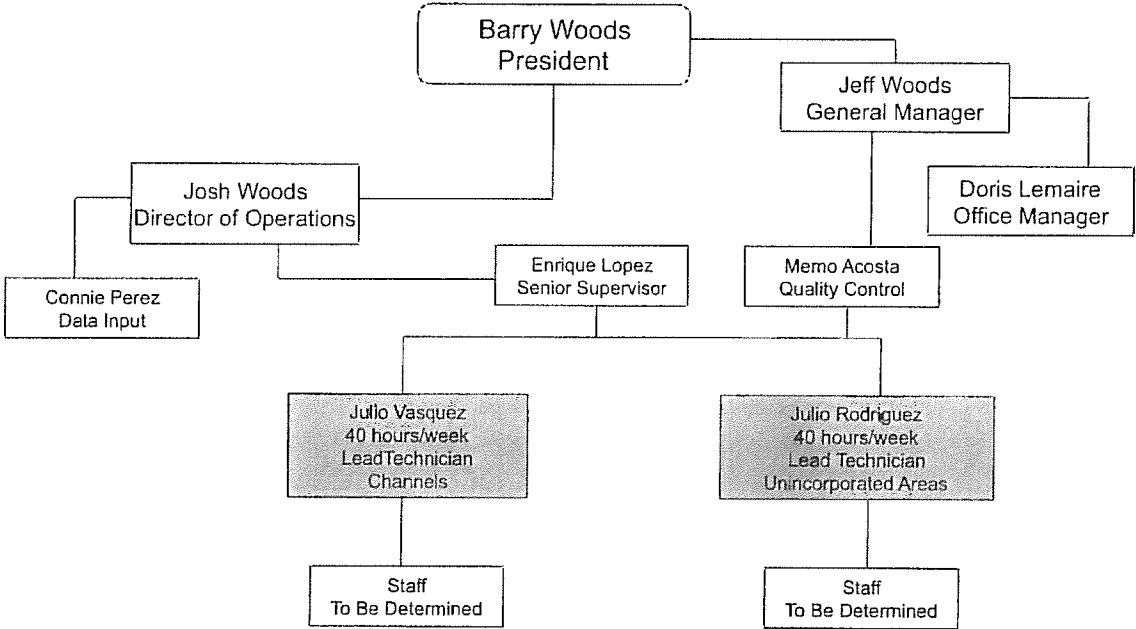 Barry Woods
President
Jeff Woods
General Manager
Josh Woods
Director of Operations
Doris Lemaire
Office Manager
Connie Perez
Data Input
Enrique Lopez
Senior Supervisor
Memo Acosta
Quality Control
Julio Vasquez
40 hours/week
LeadTechnician
Channels
Julio Rodriguez
40 hours/week
Lead Technician
Unincorporated Areas
Staff
To Be Determined
Staff
To Be Determined